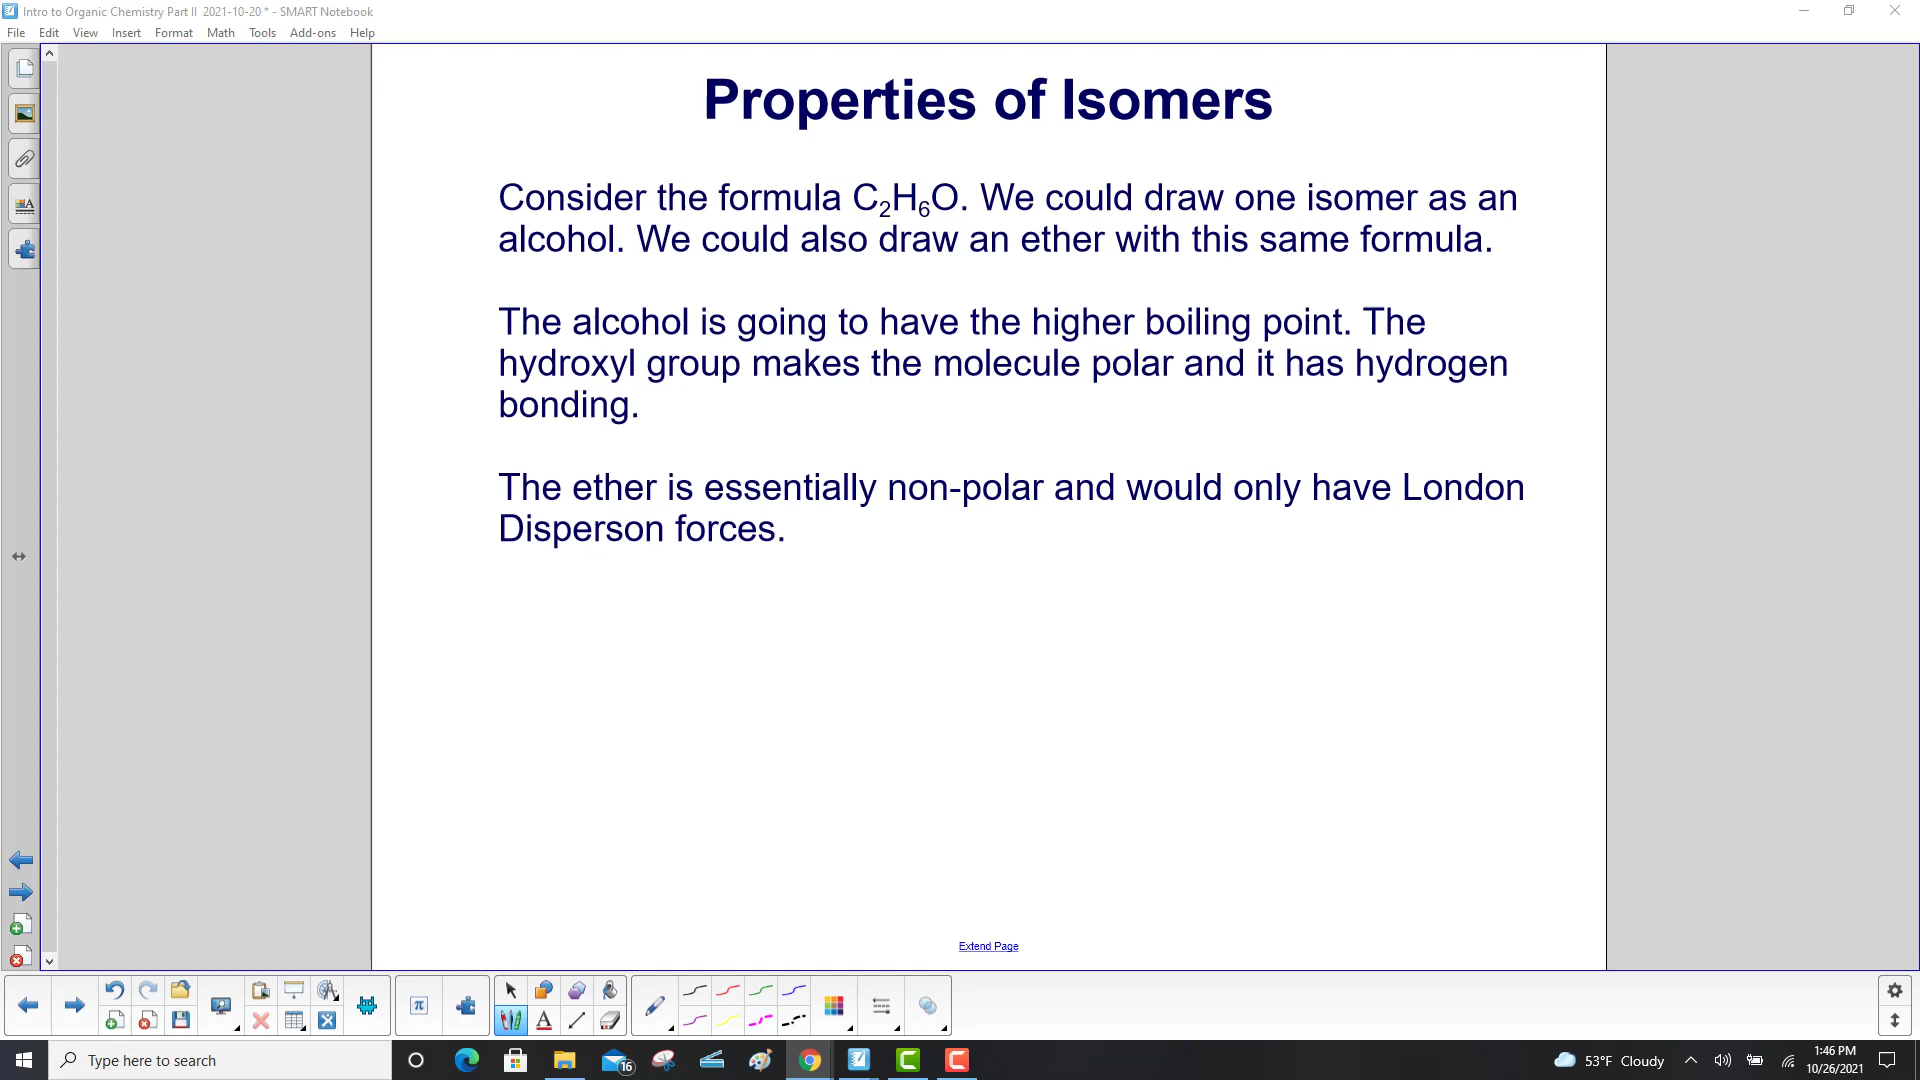 Intro to Organic Chemistry Part II 2021-10-20 * - SMART Notebook
File Edit View Insert Format Math Tools Add-ons Help
Properties of Isomers
Consider the formula C₂H₆O. We could draw one isomer as an
alcohol. We could also draw an ether with this same formula.
The alcohol is going to have the higher boiling point. The
hydroxyl group makes the molecule polar and it has hydrogen
bonding.
The ether is essentially non-polar and would only have London
Disperson forces.
Extend Page
π
A
Type here to search
16
53°F Cloudy
1:46 PM
10/26/2021